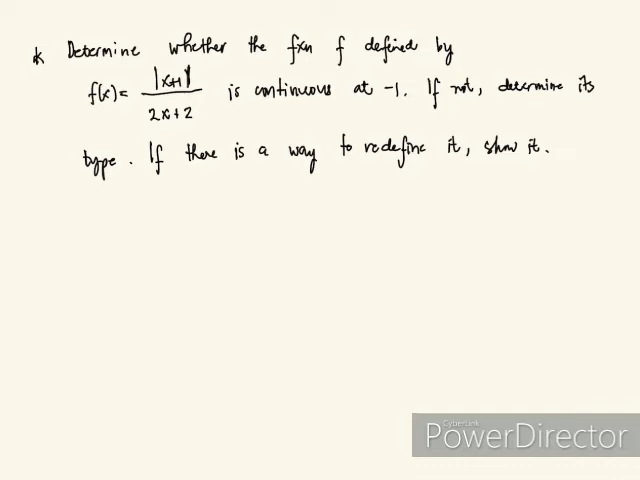 * Determine whether the fxn f defined by
f(x) = |x+1| / 2x+2 is continuous at -1. If not, determine its
type. If there is a way to redefine it, show it.
CyberLink
PowerDirector